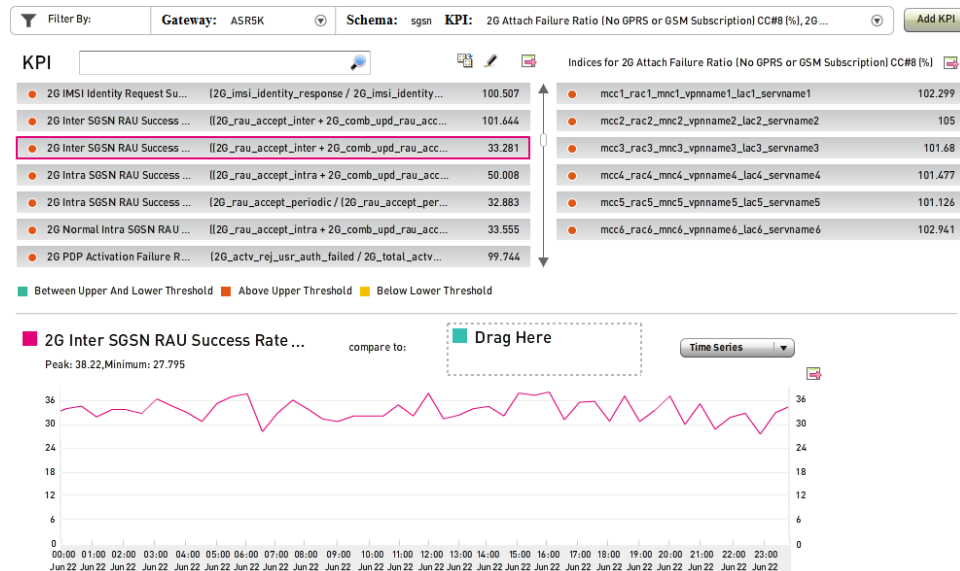 Filter By: Gateway: ASR5K Schema: sgsn KPI: 2G Attach Failure Ratio (No GPRS or GSM Subscription) CC#8 (%), 2G ... Add KPI
KPI Indices for 2G Attach Failure Ratio (No GPRS or GSM Subscription) CC#8 (%)
2G IMSI Identity Request Su... (2G_imsi_identity_response / 2G_imsi_identity... 100.507 mcc1_rac1_mnc1_vpnname1_lac1_servname1 102.299
2G Inter SGSN RAU Success ... ((2G_rau_accept_inter + 2G_comb_upd_rau_acc... 101.644 mcc2_rac2_mnc2_vpnname2_lac2_servname2 105
2G Inter SGSN RAU Success ... ((2G_rau_accept_inter + 2G_comb_upd_rau_acc... 33.281 mcc3_rac3_mnc3_vpnname3_lac3_servname3 101.68
2G Intra SGSN RAU Success ... ((2G_rau_accept_intra + 2G_comb_upd_rau_acc... 50.008 mcc4_rac4_mnc4_vpnname4_lac4_servname4 101.477
2G Intra SGSN RAU Success ... (2G_rau_accept_periodic / (2G_rau_accept_per... 32.883 mcc5_rac5_mnc5_vpnname5_lac5_servname5 101.126
2G Normal Intra SGSN RAU ... ((2G_rau_accept_intra + 2G_comb_upd_rau_acc... 33.555 mcc6_rac6_mnc6_vpnname6_lac6_servname6 102.941
2G PDP Activation Failure R... (2G_actv_rej_usr_auth_failed / 2G_total_actv... 99.744
Between Upper And Lower Threshold Above Upper Threshold Below Lower Threshold
2G Inter SGSN RAU Success Rate ... compare to: Drag Here Time Series
Peak: 38.22,Minimum: 27.795
36 36
30 30
24 24
18 18
12 12
6 6
0 0
00:00 01:00 02:00 03:00 04:00 05:00 06:00 07:00 08:00 09:00 10:00 11:00 12:00 13:00 14:00 15:00 16:00 17:00 18:00 19:00 20:00 21:00 22:00 23:00
Jun 22 Jun 22 Jun 22 Jun 22 Jun 22 Jun 22 Jun 22 Jun 22 Jun 22 Jun 22 Jun 22 Jun 22 Jun 22 Jun 22 Jun 22 Jun 22 Jun 22 Jun 22 Jun 22 Jun 22 Jun 22 Jun 22 Jun 22 Jun 22